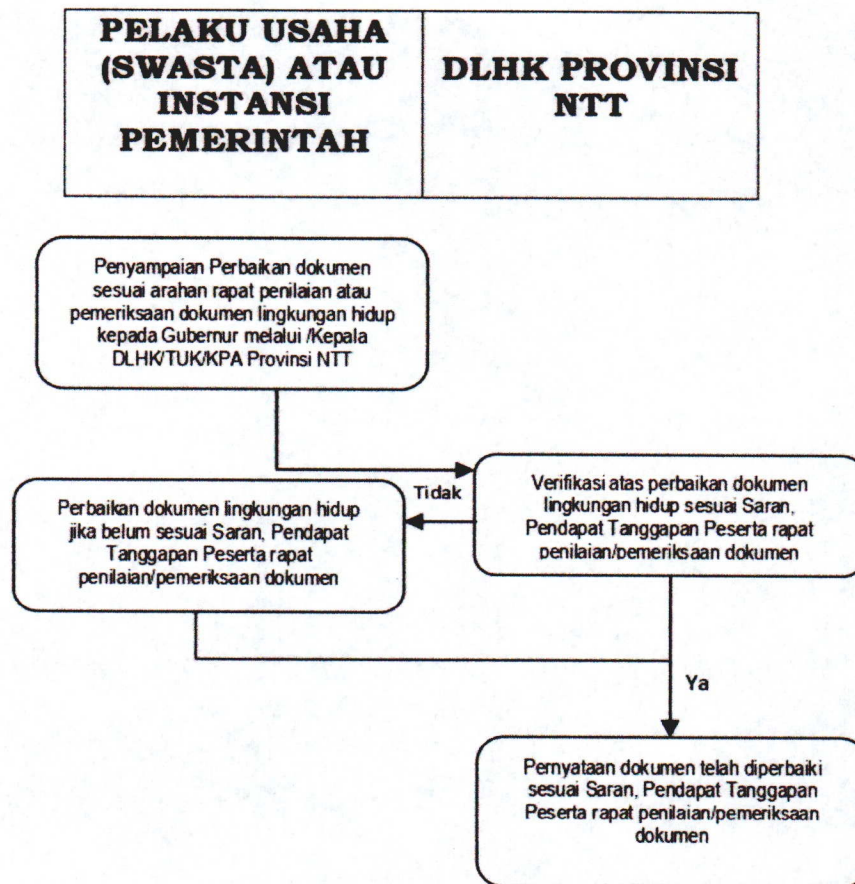 PELAKU USAHA
(SWASTA) ATAU
INSTANSI
PEMERINTAH
DLHK PROVINSI
NTT
Penyampaian Perbaikan dokumen
sesuai arahan rapat penilaian atau
pemeriksaan dokumen lingkungan hidup
kepada Gubernur melalui /Kepala
DLHK/TUK/KPA Provinsi NTT
Verifikasi atas perbaikan dokumen
lingkungan hidup sesuai Saran,
Pendapat Tanggapan Peserta rapat
penilaian/pemeriksaan dokumen
Tidak
Perbaikan dokumen lingkungan hidup
jika belum sesuai Saran, Pendapat
Tanggapan Peserta rapat
penilaian/pemeriksaan dokumen
Ya
Pernyataan dokumen telah diperbaiki
sesuai Saran, Pendapat Tanggapan
Peserta rapat penilaian/pemeriksaan
dokumen